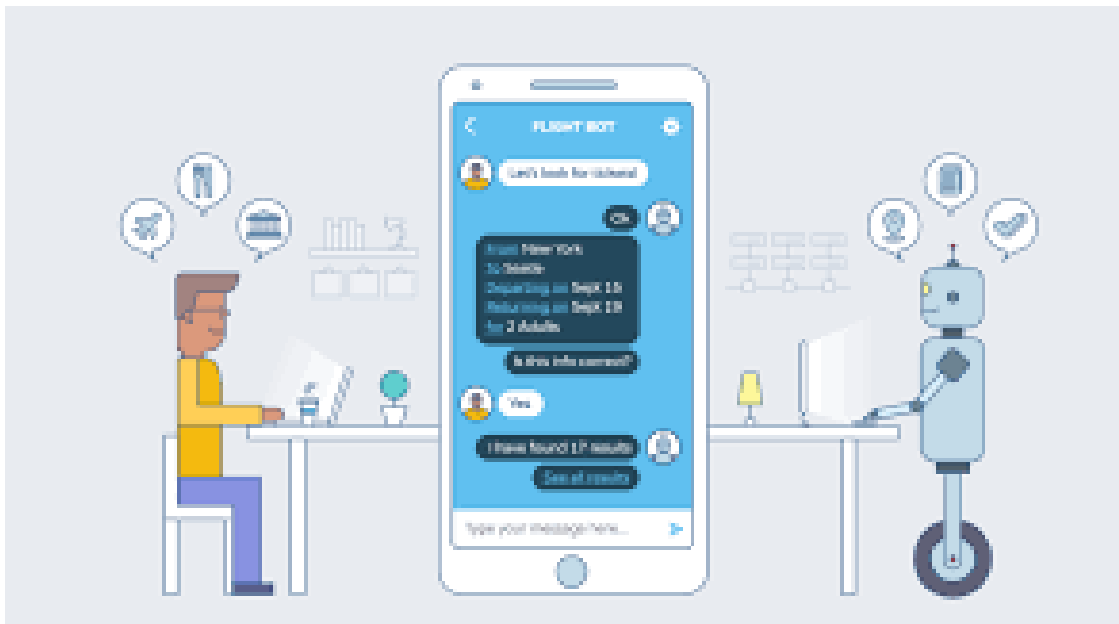 FLIGHT BOT
Let's look for tickets!
Ok
From New York
To Seattle
Departing on Sept 15
Returning on Sept 19
for 2 Adults
Is this info correct?
Yes
I have found 17 results
See all results
Type your message here...